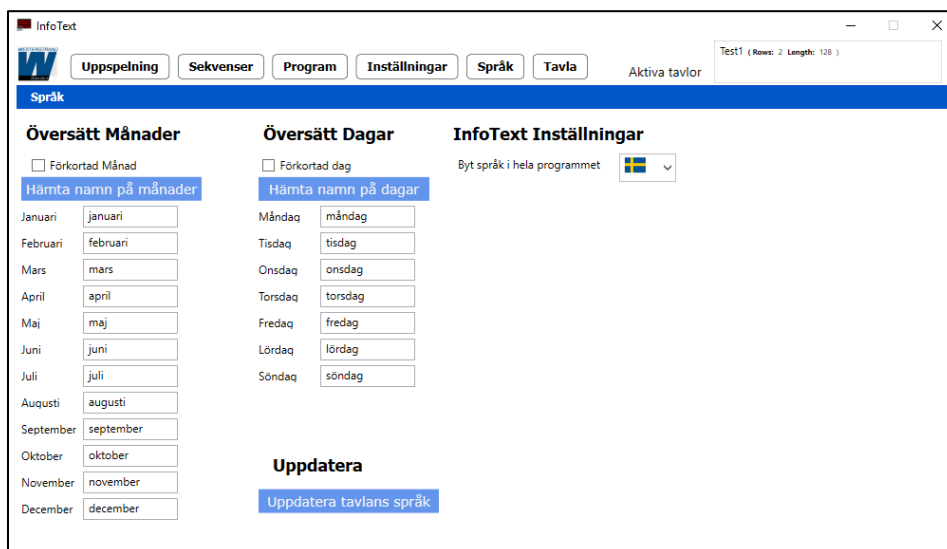 InfoText
WESTERSTRAND
Uppspelning Sekvenser Program Inställningar Språk Tavla
Aktiva tavlor
Test1 ( Rows: 2 Length: 128 )
Språk
Översätt Månader
Förkortad Månad
Hämta namn på månader
Januari januari
Februari februari
Mars mars
April april
Maj maj
Juni juni
Juli juli
Augusti augusti
September september
Oktober oktober
November november
December december
Översätt Dagar
Förkortad dag
Hämta namn på dagar
Måndag måndag
Tisdag tisdag
Onsdag onsdag
Torsdag torsdag
Fredag fredag
Lördag lördag
Söndag söndag
Uppdatera
Uppdatera tavlans språk
InfoText Inställningar
Byt språk i hela programmet